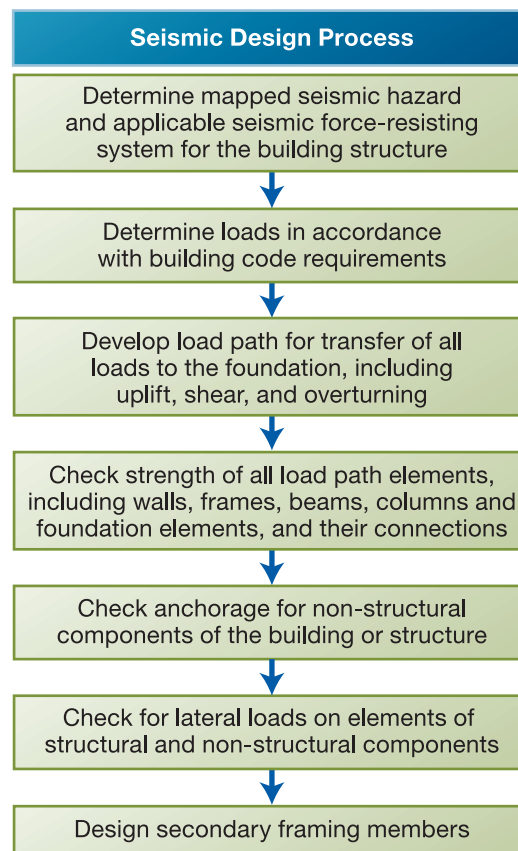 Seismic Design Process
Determine mapped seismic hazard
and applicable seismic force-resisting
system for the building structure
Determine loads in accordance
with building code requirements
Develop load path for transfer of all
loads to the foundation, including
uplift, shear, and overturning
Check strength of all load path elements,
including walls, frames, beams, columns and
foundation elements, and their connections
Check anchorage for non-structural
components of the building or structure
Check for lateral loads on elements of
structural and non-structural components
Design secondary framing members